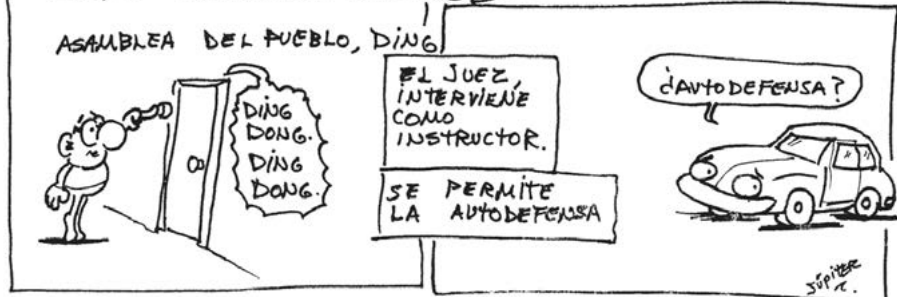 ASAMBLEA DEL PUEBLO, DING
DING
DONG.
DING
DONG.
EL JUEZ,
INTERVIENE
COMO
INSTRUCTOR.
SE PERMITE
LA AUTODEFENSA
¿AUTODEFENSA?
JÚPITER